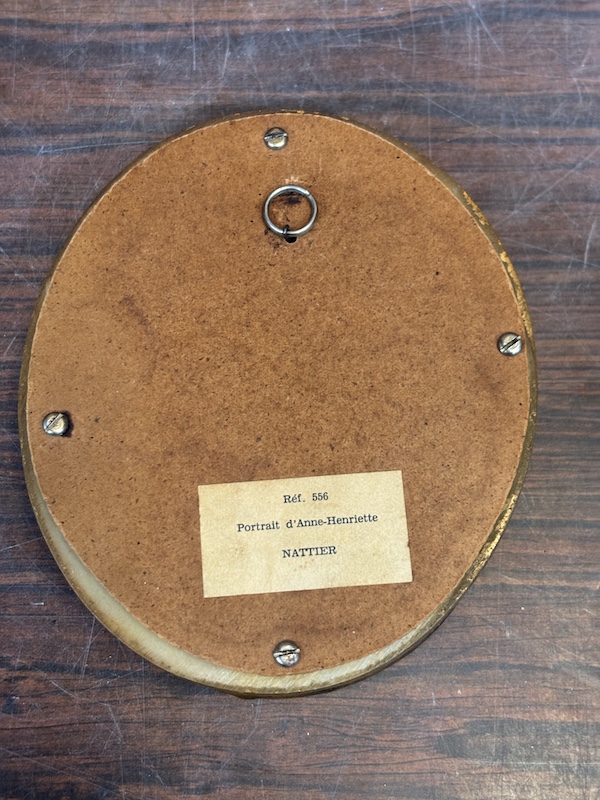 Réf. 556
Portrait d'Anne-Henriette
NATTIER